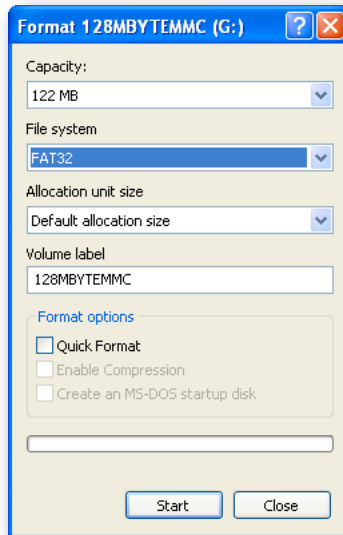 Format 128MBYTEMMC (G:)
Capacity:
122 MB
File system
FAT32
Allocation unit size
Default allocation size
Volume label
128MBYTEMMC
Format options
Quick Format
Enable Compression
Create an MS-DOS startup disk
Start
Close